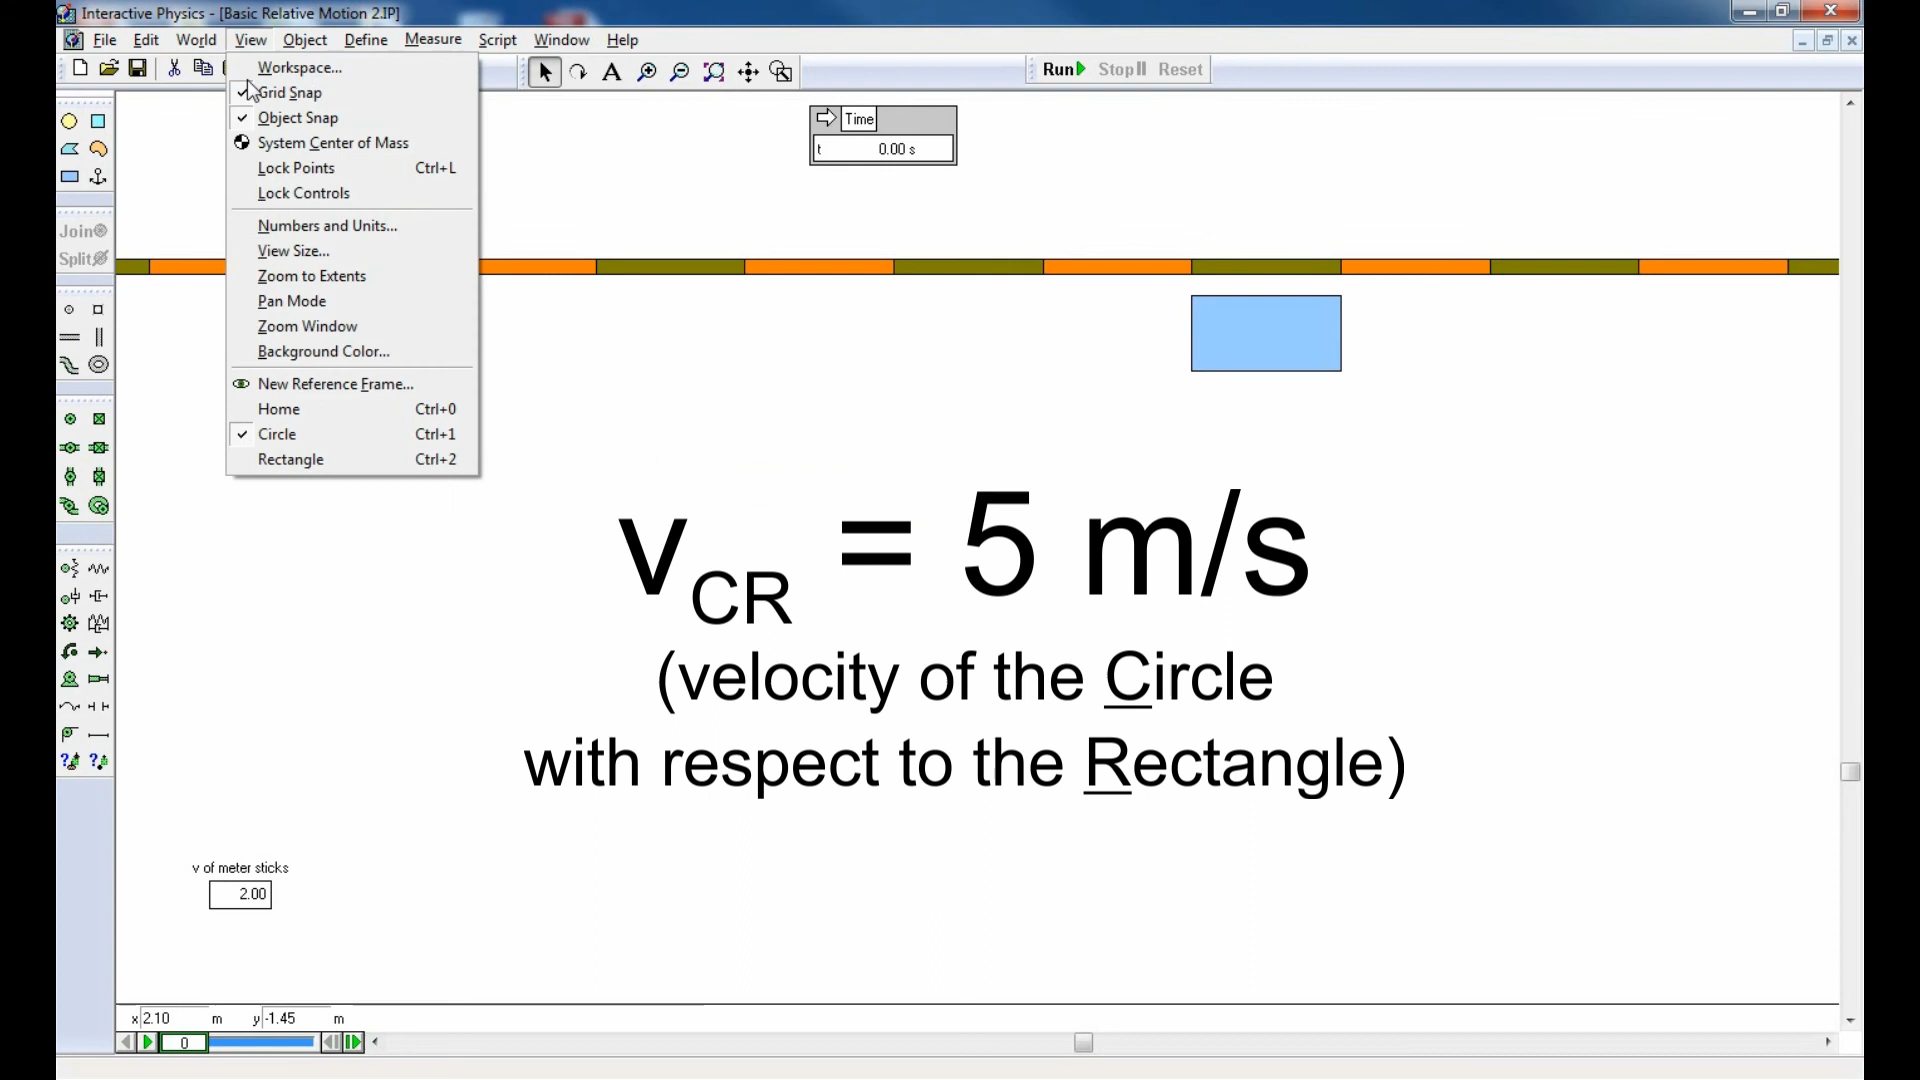 Interactive Physics - [Basic Relative Motion 2.IP]
File Edit World View Object Define Measure Script Window Help
Run Stop Reset
Workspace...
Grid Snap
Object Snap
System Center of Mass
Lock Points Ctrl+L
Lock Controls
Numbers and Units...
View Size...
Zoom to Extents
Pan Mode
Zoom Window
Background Color...
New Reference Frame...
Home Ctrl+0
Circle Ctrl+1
Rectangle Ctrl+2
Time
t 0.00 s
Join
Split
vCR = 5 m/s
(velocity of the Circle
with respect to the Rectangle)
v of meter sticks
2.00
x 2.10 m y -1.45 m
0